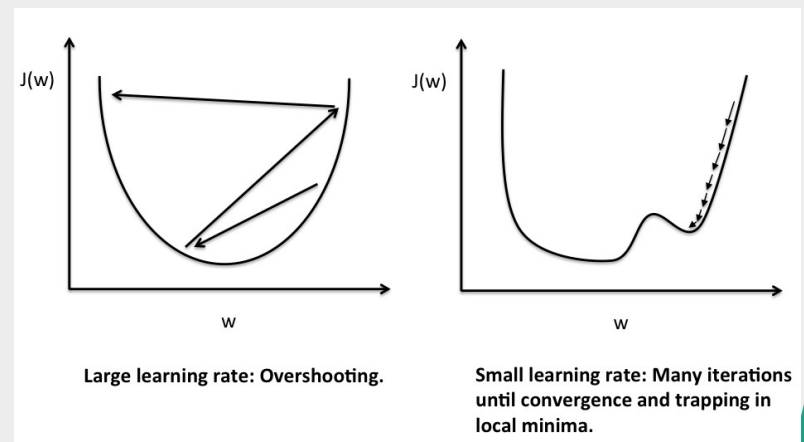 J(w)
w
Large learning rate: Overshooting.
J(w)
w
Small learning rate: Many iterations
until convergence and trapping in
local minima.